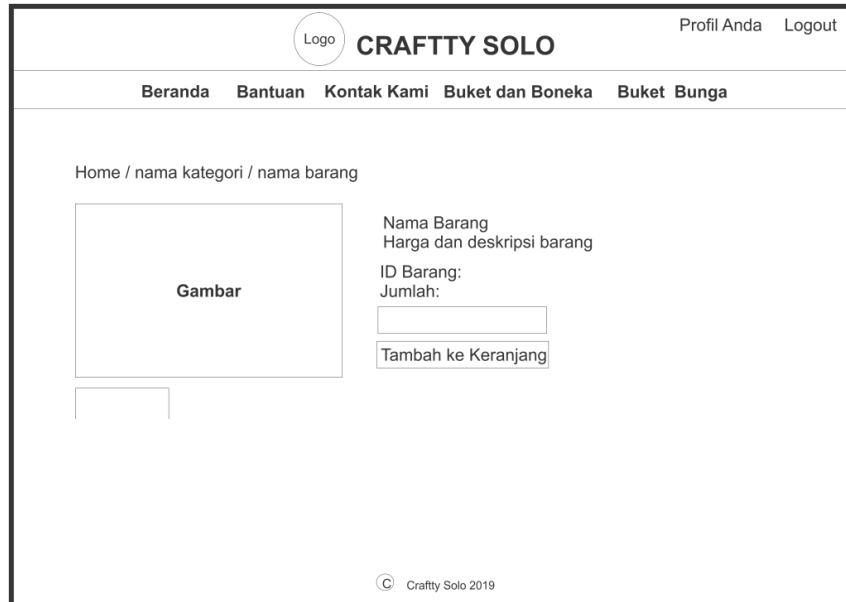 Profil Anda Logout
Logo CRAFTTY SOLO
Beranda Bantuan Kontak Kami Buket dan Boneka Buket Bunga
Home / nama kategori / nama barang
Gambar
Nama Barang
Harga dan deskripsi barang
ID Barang:
Jumlah:
Tambah ke Keranjang
C Craftty Solo 2019